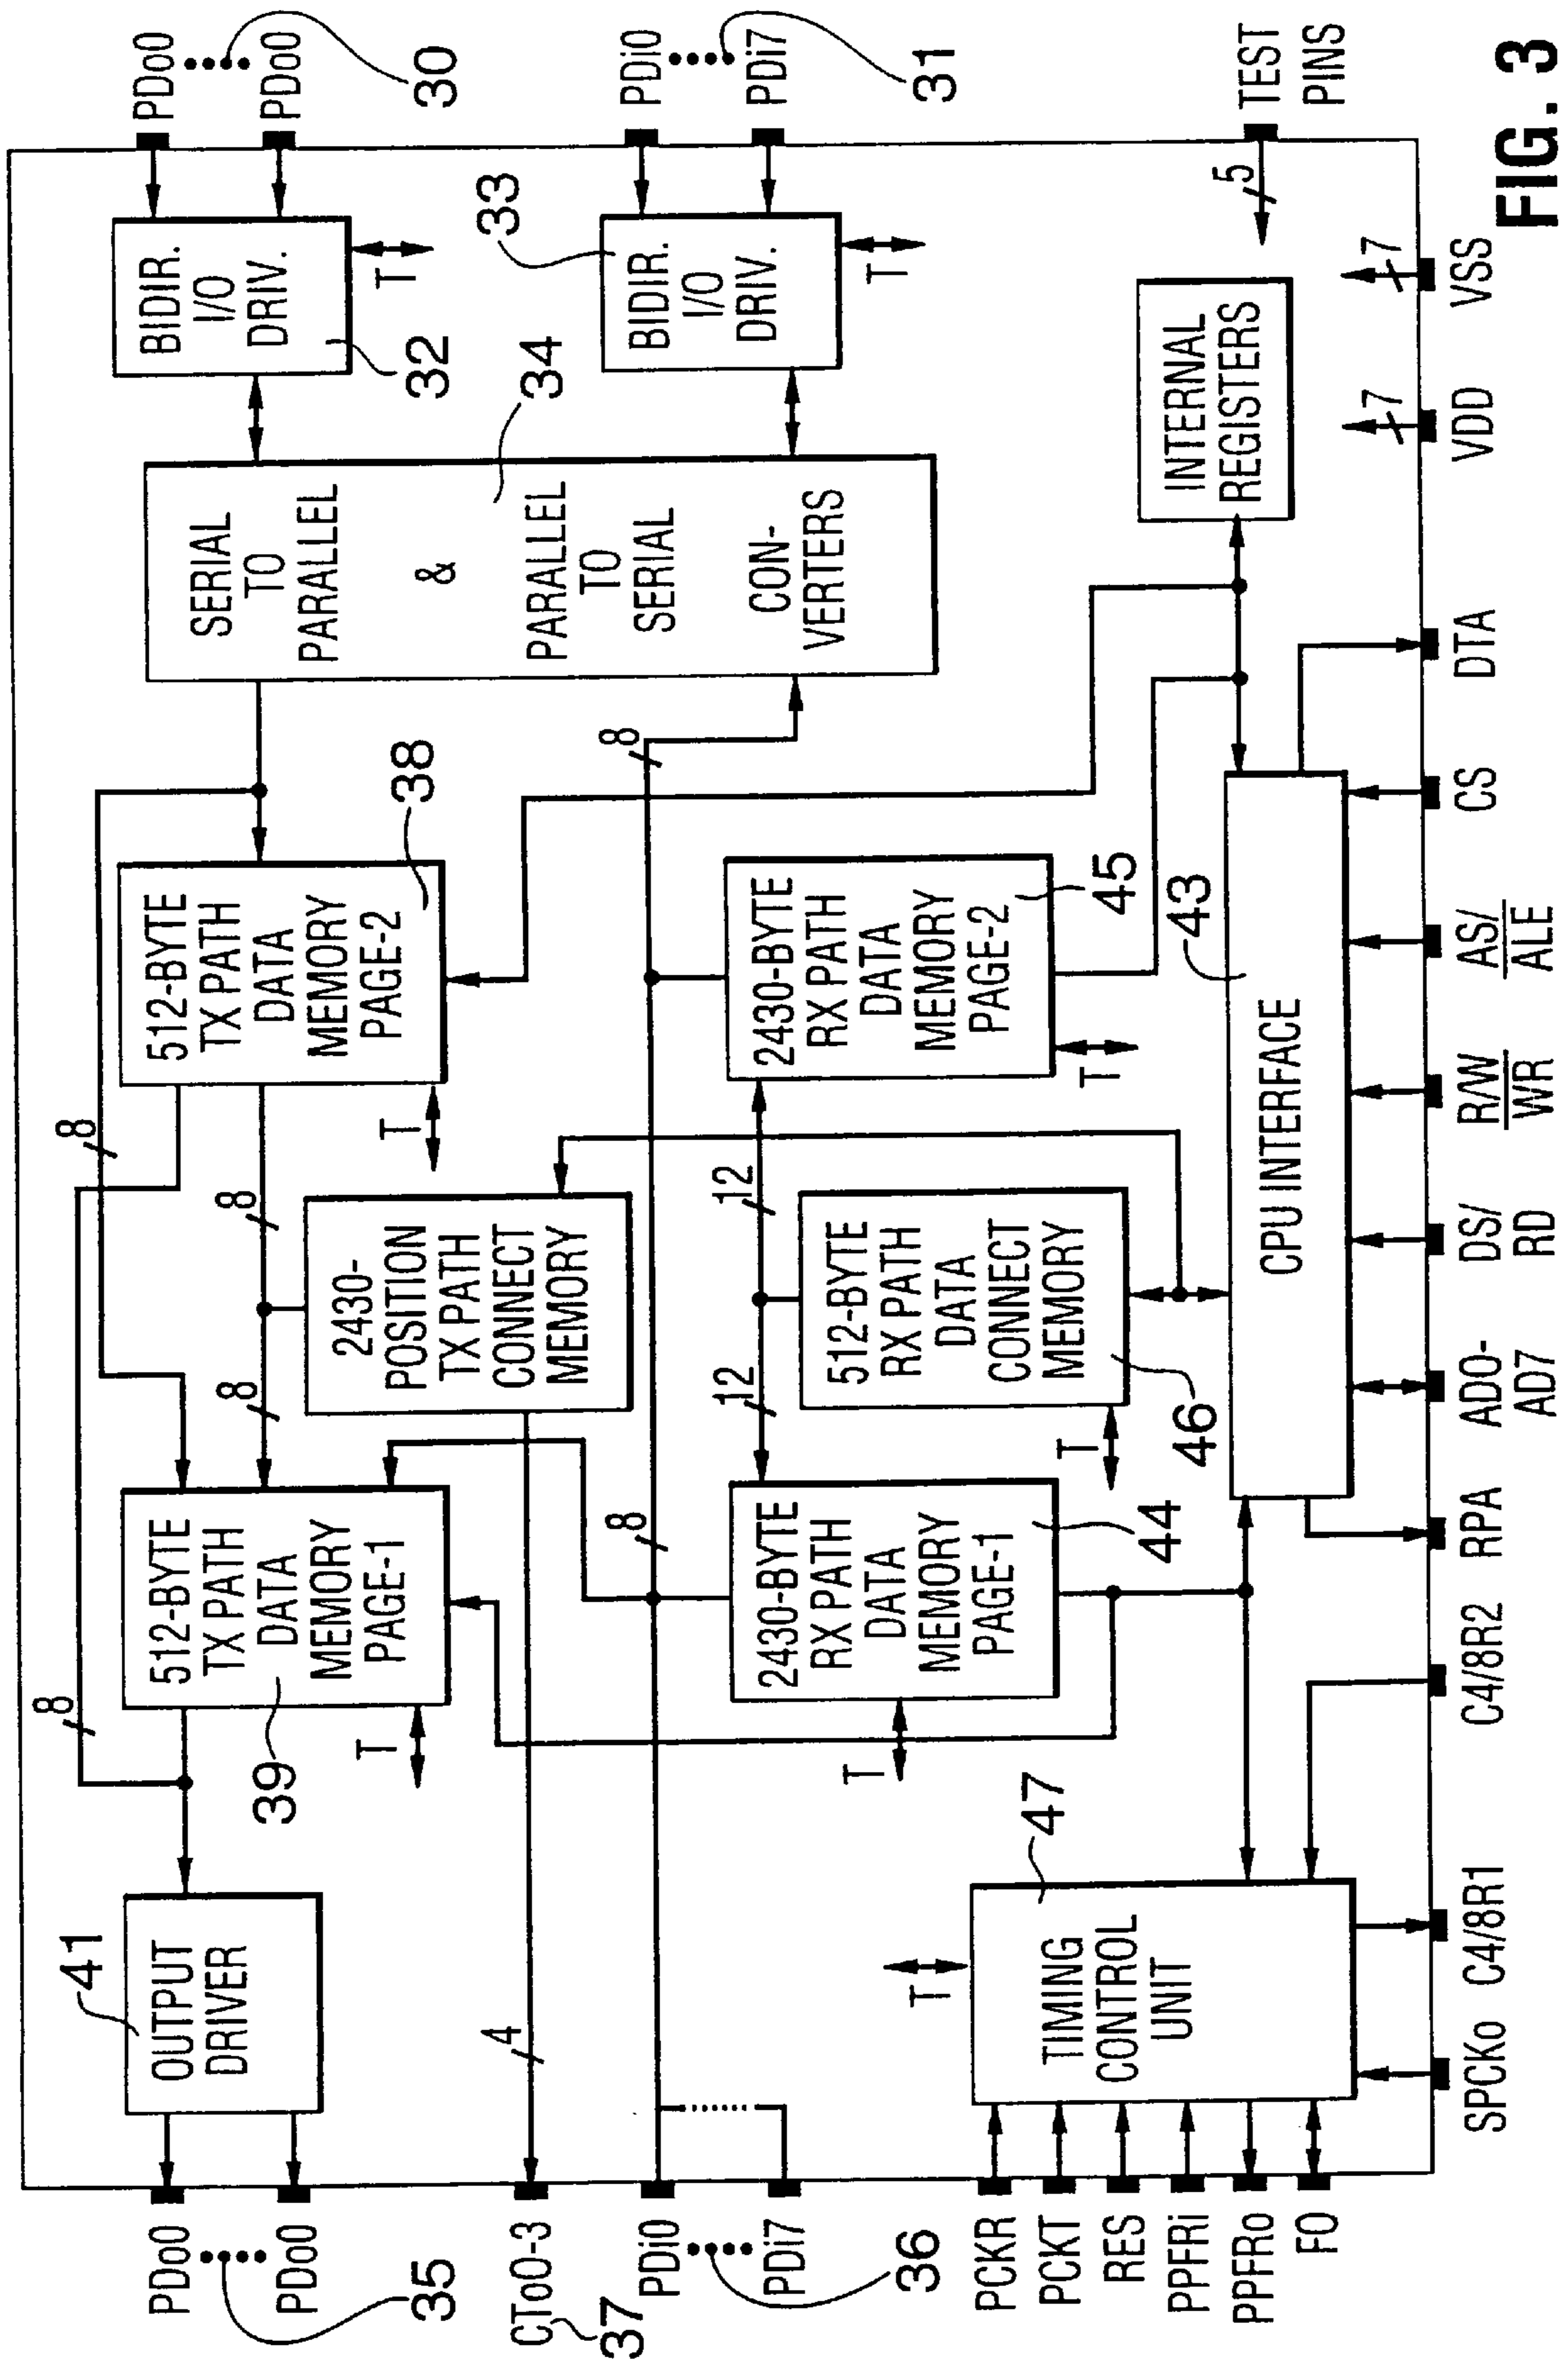 PDo0
PDo0
35
CTo0-3
37
PDi0
PDi7
36
PCKR
PCKT
RES
PPFRi
PPFRo
F0
41
OUTPUT
DRIVER
4
T
TIMING
CONTROL
UNIT
47
SPCKo
C4/8R1
C4/8R2
8
39
512-BYTE
TX PATH
DATA
MEMORY
PAGE-1
T
8
T
2430-BYTE
RX PATH
DATA
MEMORY
PAGE-1
44
RPA
8
2430-
POSITION
TX PATH
CONNECT
MEMORY
8
12
12
T
46
512-BYTE
RX PATH
DATA
CONNECT
MEMORY
8
512-BYTE
TX PATH
DATA
MEMORY
PAGE-2
38
T
8
2430-BYTE
RX PATH
DATA
MEMORY
PAGE-2
45
T
43
CPU INTERFACE
AD0-
AD7
DS/
RD
R/W
WR
AS/
ALE
CS
DTA
SERIAL
TO
PARALLEL
&
PARALLEL
TO
SERIAL
CON-
VERTERS
34
INTERNAL
REGISTERS
VDD
7
VSS
7
BIDIR.
I/O
DRIV.
32
T
33
BIDIR.
I/O
DRIV.
T
5
PDo0
PDo0
30
PDi0
PDi7
31
TEST
PINS
FIG. 3